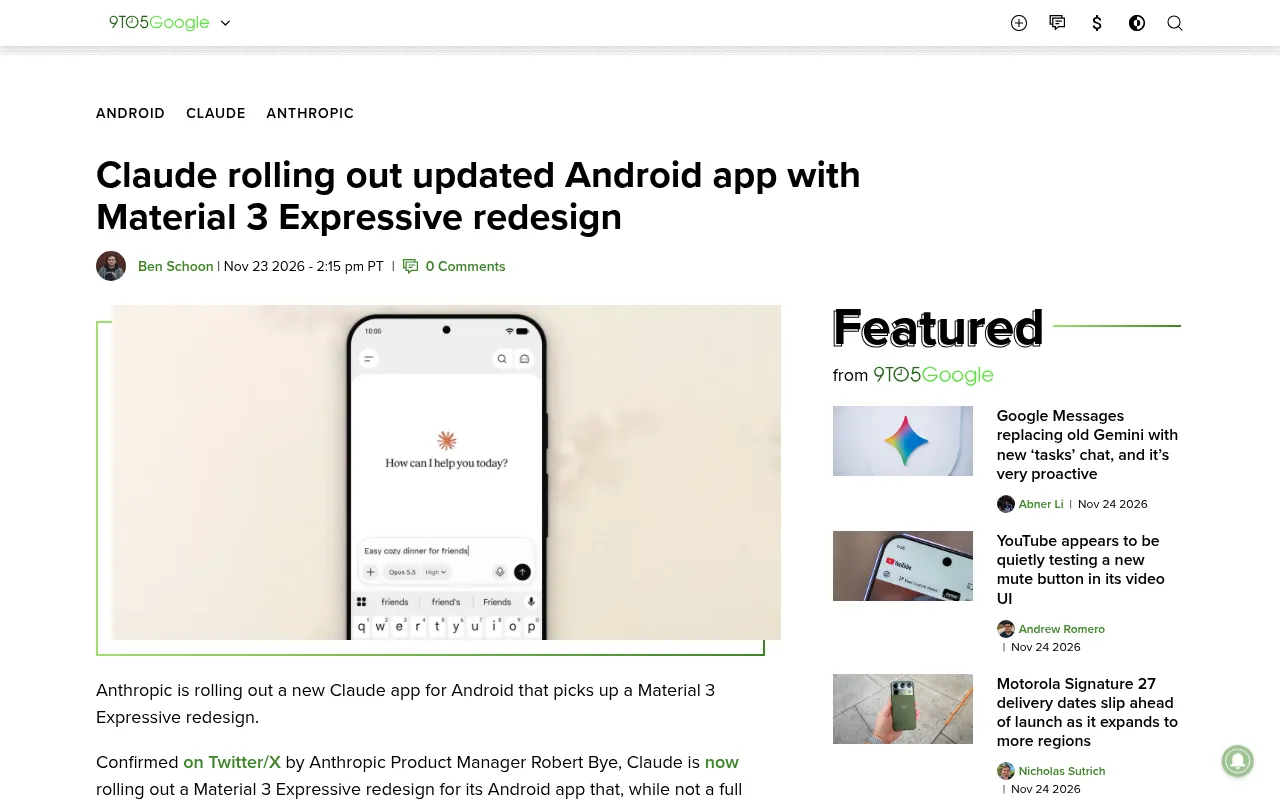 9TO5Google
ANDROID CLAUDE ANTHROPIC
Claude rolling out updated Android app with
Material 3 Expressive redesign
Ben Schoon | Nov 23 2026 - 2:15 pm PT | 0 Comments
10:00
How can I help you today?
Easy cozy dinner for friends
Opus 5.5 High
friends friend's Friends
q w e r t y u i o p
Anthropic is rolling out a new Claude app for Android that picks up a Material 3
Expressive redesign.
Confirmed on Twitter/X by Anthropic Product Manager Robert Bye, Claude is now
rolling out a Material 3 Expressive redesign for its Android app that, while not a full
Featured
from 9TO5Google
Google Messages
replacing old Gemini with
new ‘tasks’ chat, and it’s
very proactive
Abner Li | Nov 24 2026
YouTube
YouTube appears to be
quietly testing a new
mute button in its video
UI
Andrew Romero
| Nov 24 2026
Motorola Signature 27
delivery dates slip ahead
of launch as it expands to
more regions
Nicholas Sutrich
| Nov 24 2026